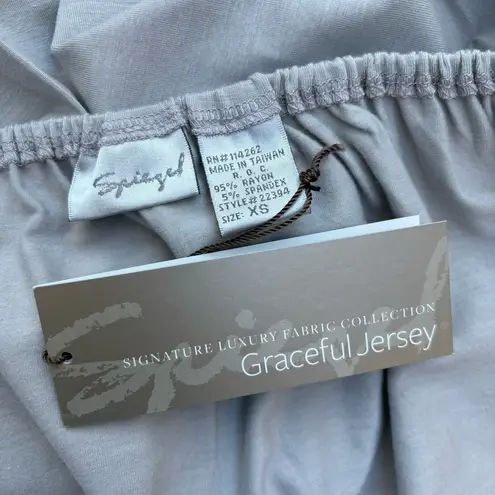 Spiegel
RN#114262
MADE IN TAIWAN
R. O. C.
95% RAYON
5% SPANDEX
STYLE#22394
SIZE: XS
Spiegel
SIGNATURE LUXURY FABRIC COLLECTION
Graceful Jersey